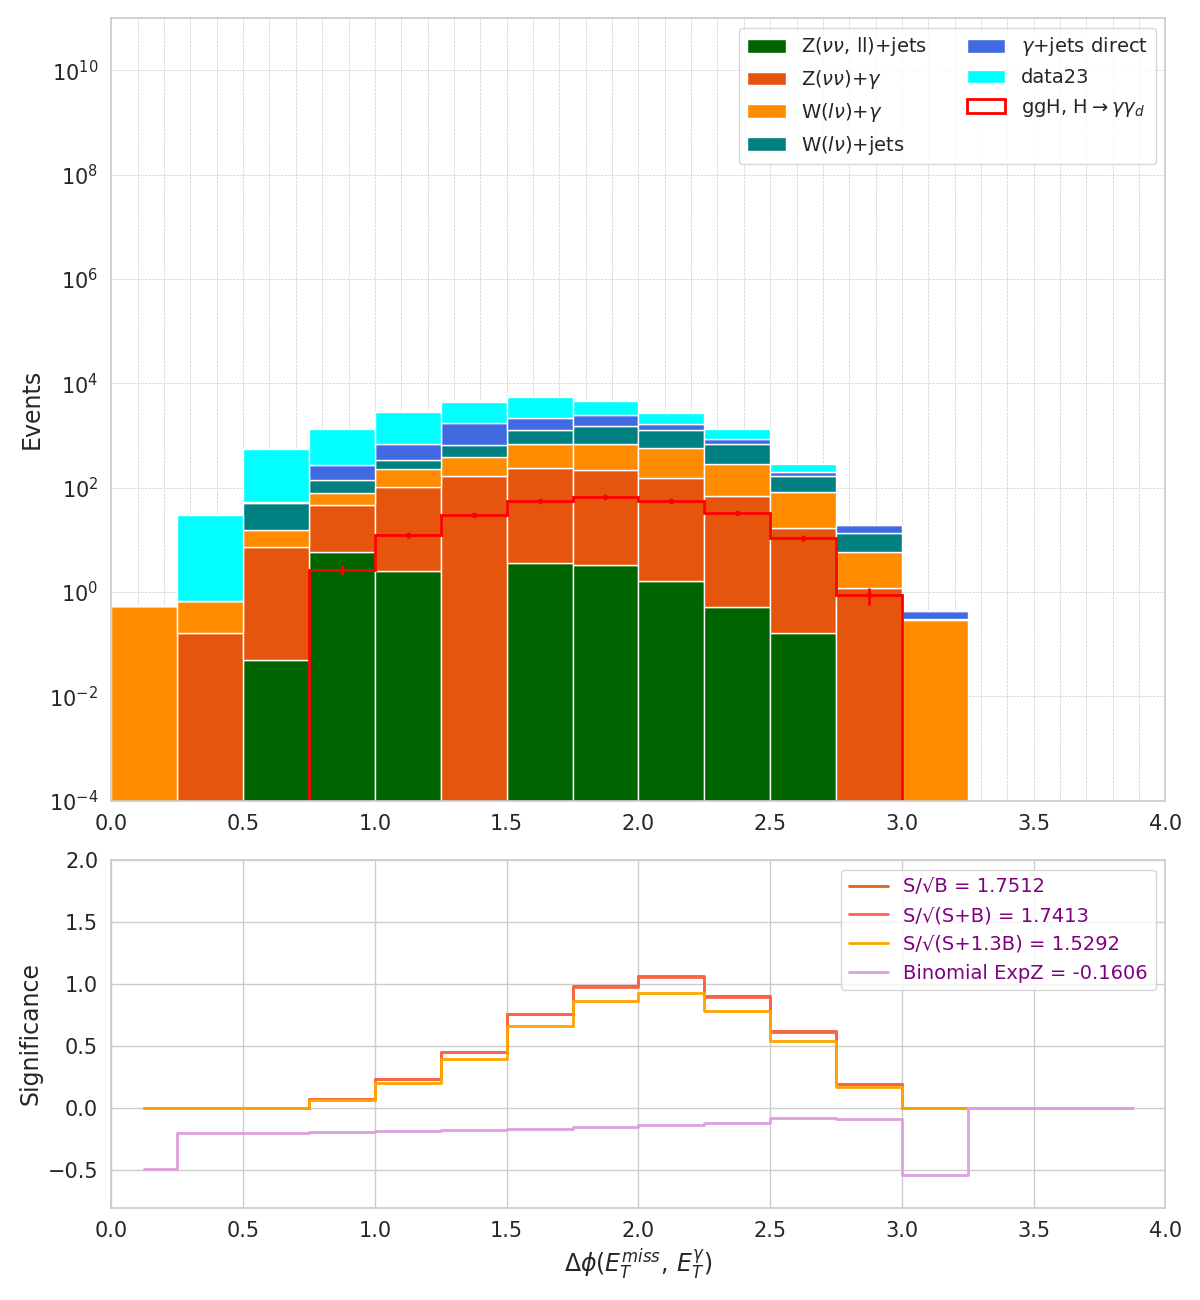 Z(νν, ll)+jets
Z(νν)+γ
W(lν)+γ
W(lν)+jets
γ+jets direct
data23
ggH, H→γγ_d
Events
10^10
10^8
10^6
10^4
10^2
10^0
10^−2
10^−4
0.0 0.5 1.0 1.5 2.0 2.5 3.0 3.5 4.0
S/√B = 1.7512
S/√(S+B) = 1.7413
S/√(S+1.3B) = 1.5292
Binomial ExpZ = -0.1606
Significance
2.0
1.5
1.0
0.5
0.0
−0.5
0.0 0.5 1.0 1.5 2.0 2.5 3.0 3.5 4.0
Δϕ(E_T^miss, E_T^γ)